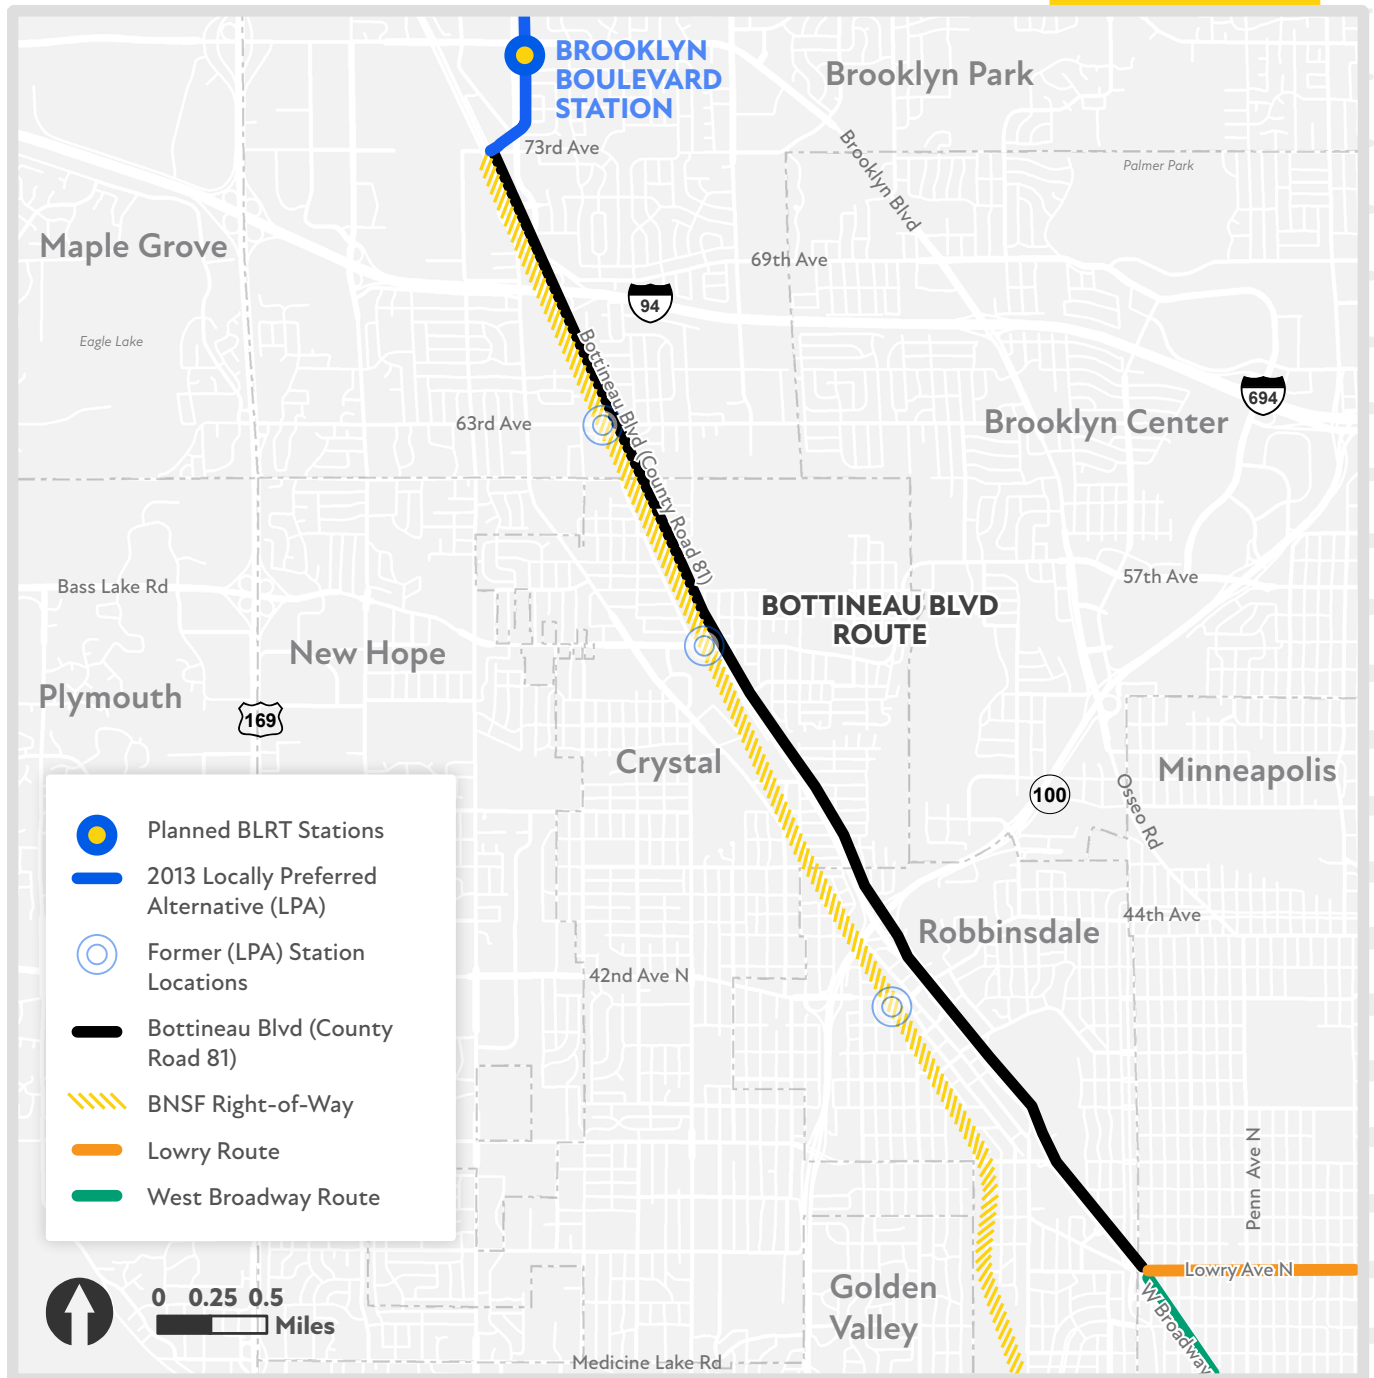 BROOKLYN
BOULEVARD
STATION
Brooklyn Park
73rd Ave
Brooklyn Blvd
Palmer Park
Maple Grove
69th Ave
94
Eagle Lake
Bottineau Blvd (County Road 81)
694
63rd Ave
Brooklyn Center
Bass Lake Rd
57th Ave
BOTTINEAU BLVD
ROUTE
New Hope
Plymouth
169
Crystal
Minneapolis
100
Osseo Rd
Planned BLRT Stations
2013 Locally Preferred
Alternative (LPA)
Former (LPA) Station
Locations
Bottineau Blvd (County
Road 81)
BNSF Right-of-Way
Lowry Route
West Broadway Route
44th Ave
Robbinsdale
42nd Ave N
Penn Ave N
Lowry Ave N
W Broadway
Golden
Valley
0 0.25 0.5
Miles
Medicine Lake Rd